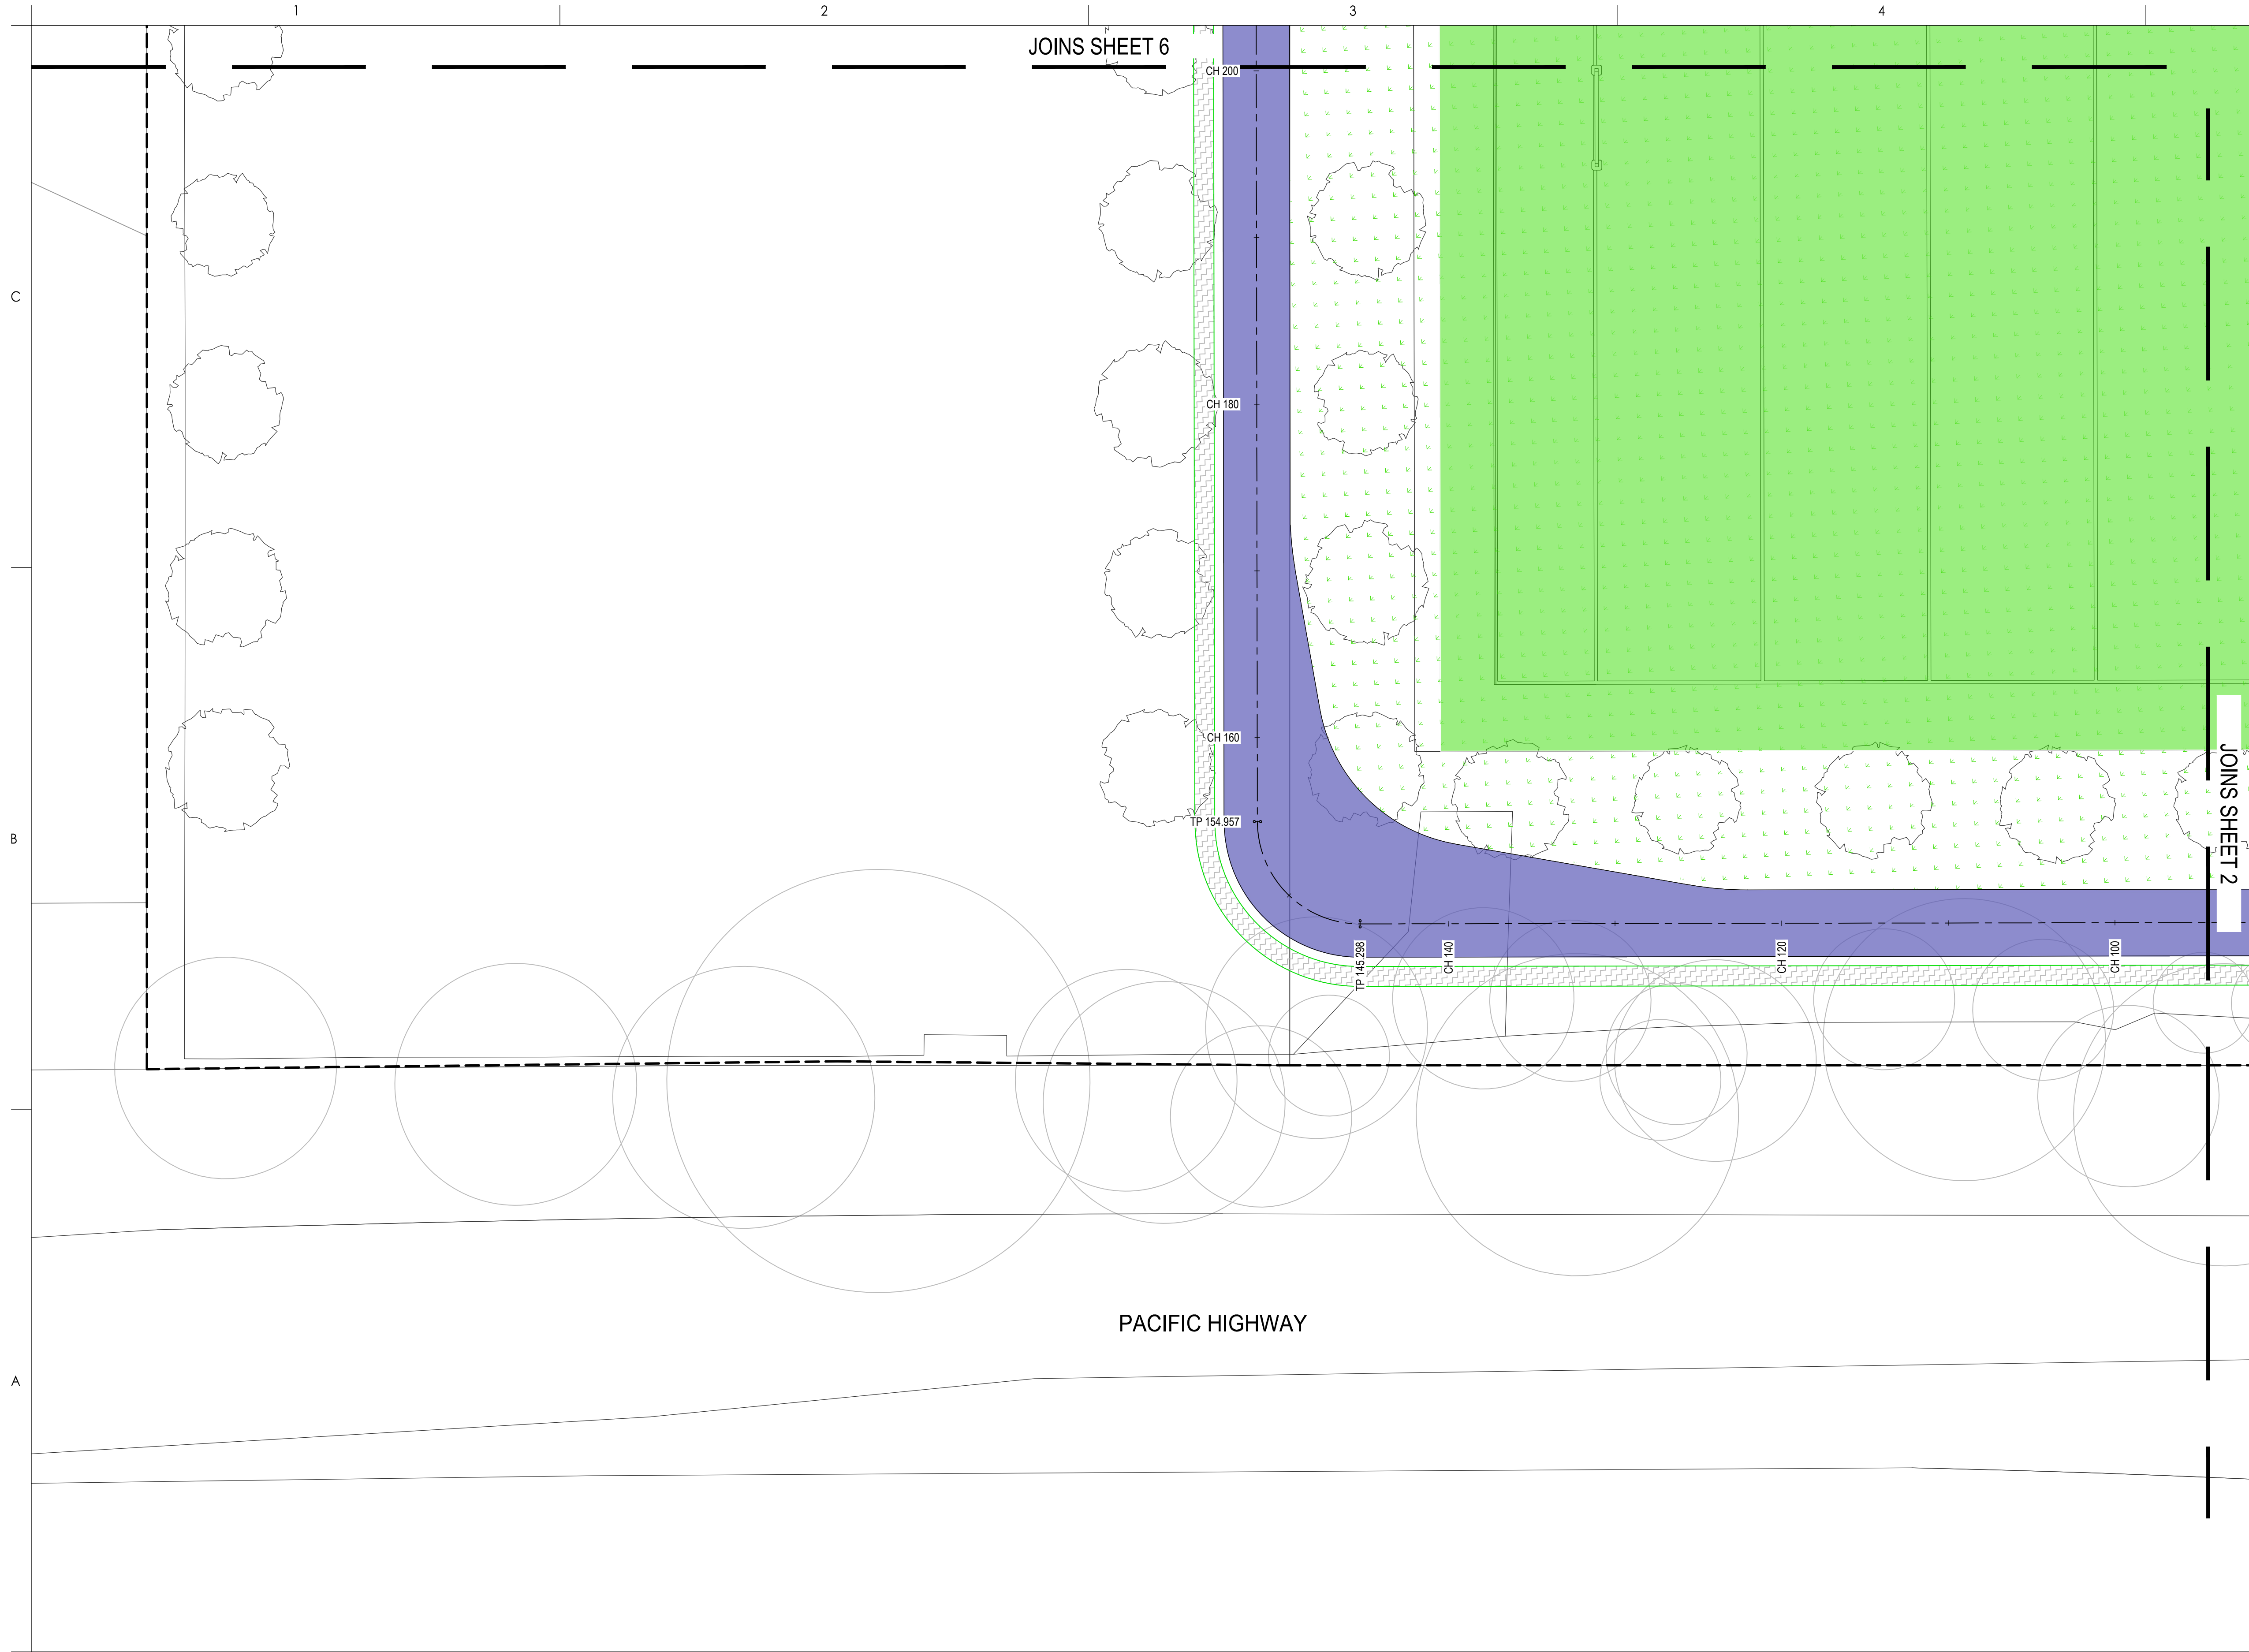 1
2
3
4
JOINS SHEET 6
CH 200
C
CH 180
CH 160
JOINS SHEET 2
TP 154.957
B
TP 145.298
CH 140
CH 120
CH 100
PACIFIC HIGHWAY
A